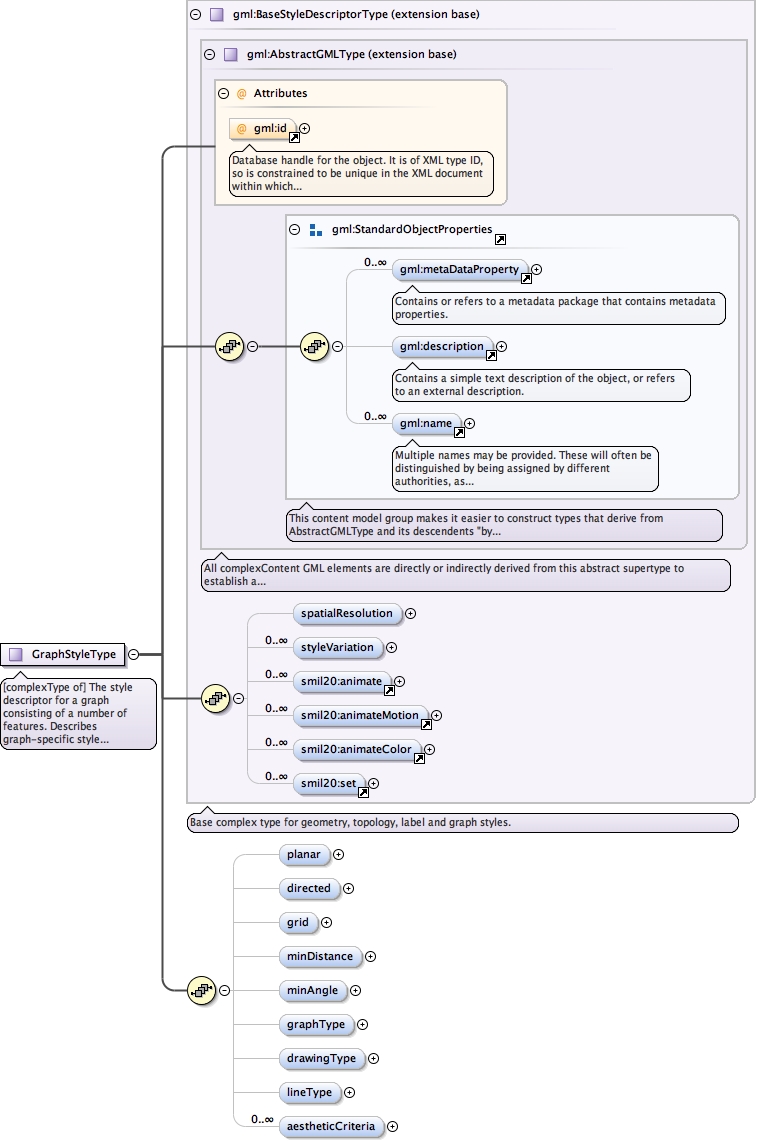 gml:BaseStyleDescriptorType (extension base)
gml:AbstractGMLType (extension base)
@ Attributes
@ gml:id
Database handle for the object. It is of XML type ID,
so is constrained to be unique in the XML document
within which...
gml:StandardObjectProperties
0..∞
gml:metaDataProperty
Contains or refers to a metadata package that contains metadata
properties.
gml:description
Contains a simple text description of the object, or refers
to an external description.
0..∞
gml:name
Multiple names may be provided. These will often be
distinguished by being assigned by different
authorities, as...
This content model group makes it easier to construct types that derive from
AbstractGMLType and its descendents "by...
All complexContent GML elements are directly or indirectly derived from this abstract supertype to
establish a...
GraphStyleType
[complexType of] The style
descriptor for a graph
consisting of a number of
features. Describes
graph-specific style...
spatialResolution
0..∞
styleVariation
0..∞
smil20:animate
0..∞
smil20:animateMotion
0..∞
smil20:animateColor
0..∞
smil20:set
Base complex type for geometry, topology, label and graph styles.
planar
directed
grid
minDistance
minAngle
graphType
drawingType
lineType
0..∞
aestheticCriteria